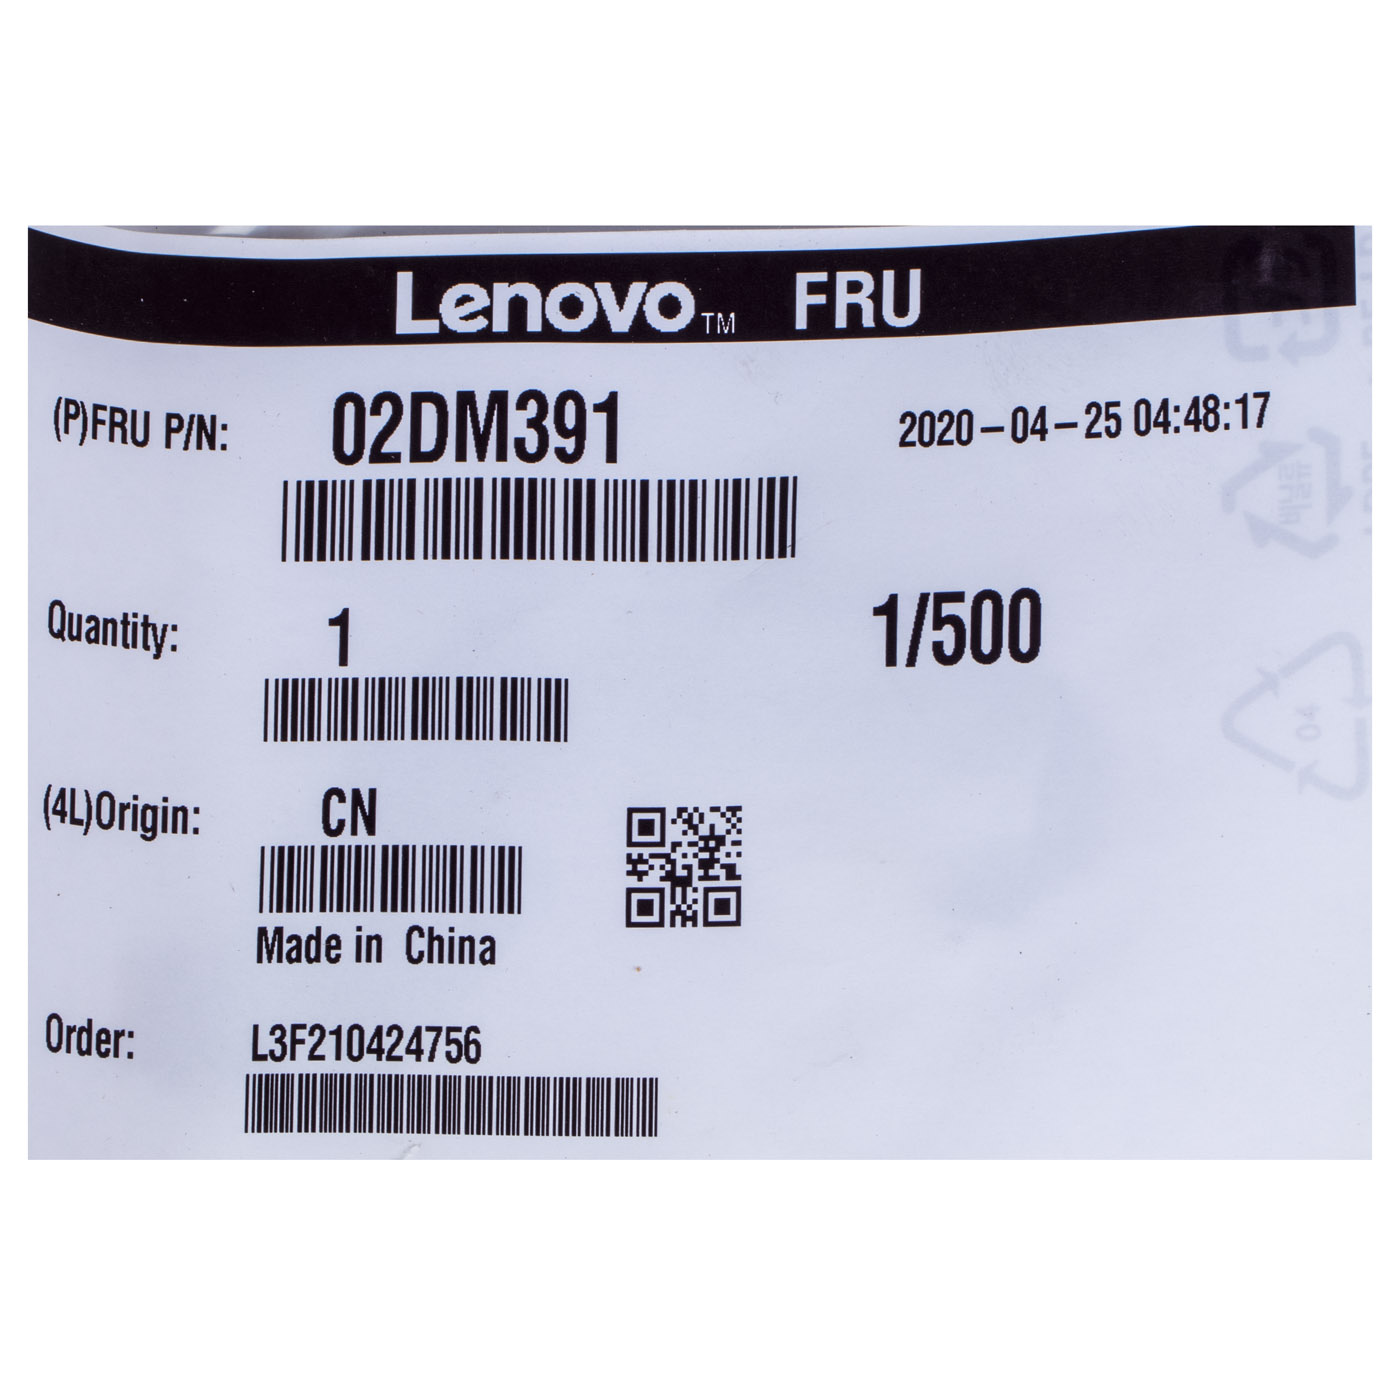 Lenovo™ FRU
(P)FRU P/N: 02DM391 2020-04-25 04:48:17
Quantity: 1 1/500
(4L)Origin: CN
Made in China
Order: L3F210424756
04